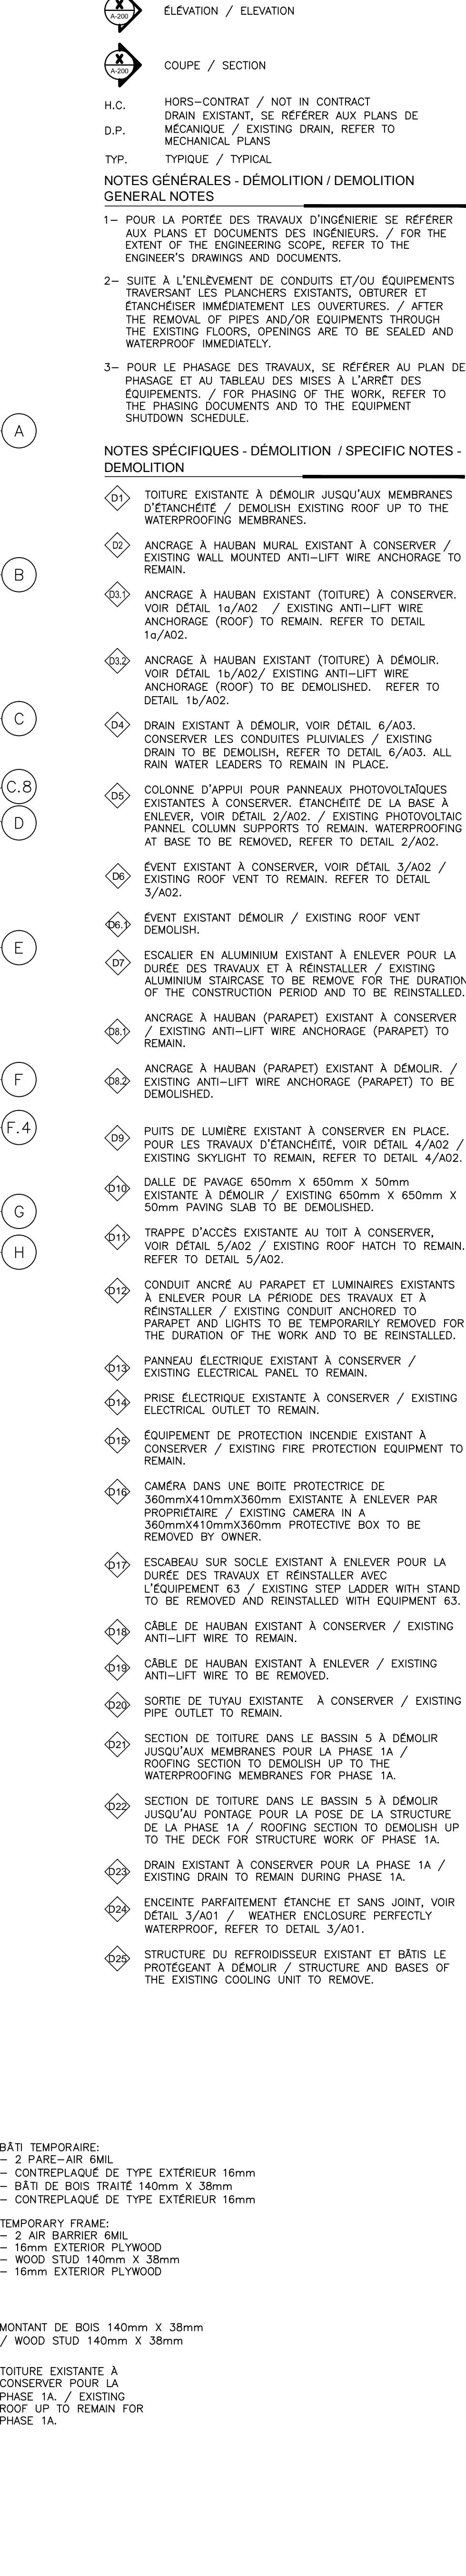 X
A-200
ÉLÉVATION / ELEVATION
X
A-200
COUPE / SECTION
H.C.
HORS-CONTRAT / NOT IN CONTRACT
D.P.
DRAIN EXISTANT, SE RÉFÉRER AUX PLANS DE
MÉCANIQUE / EXISTING DRAIN, REFER TO
MECHANICAL PLANS
TYP.
TYPIQUE / TYPICAL
NOTES GÉNÉRALES - DÉMOLITION / DEMOLITION
GENERAL NOTES
1- POUR LA PORTÉE DES TRAVAUX D'INGÉNIERIE SE RÉFÉRER
AUX PLANS ET DOCUMENTS DES INGÉNIEURS. / FOR THE
EXTENT OF THE ENGINEERING SCOPE, REFER TO THE
ENGINEER'S DRAWINGS AND DOCUMENTS.
2- SUITE À L'ENLÈVEMENT DE CONDUITS ET/OU ÉQUIPEMENTS
TRAVERSANT LES PLANCHERS EXISTANTS, OBTURER ET
ÉTANCHÉISER IMMÉDIATEMENT LES OUVERTURES. / AFTER
THE REMOVAL OF PIPES AND/OR EQUIPMENTS THROUGH
THE EXISTING FLOORS, OPENINGS ARE TO BE SEALED AND
WATERPROOF IMMEDIATELY.
3- POUR LE PHASAGE DES TRAVAUX, SE RÉFÉRER AU PLAN DE
PHASAGE ET AU TABLEAU DES MISES À L'ARRÊT DES
ÉQUIPEMENTS. / FOR PHASING OF THE WORK, REFER TO
THE PHASING DOCUMENTS AND TO THE EQUIPMENT
SHUTDOWN SCHEDULE.
A
NOTES SPÉCIFIQUES - DÉMOLITION / SPECIFIC NOTES -
DEMOLITION
D1
TOITURE EXISTANTE À DÉMOLIR JUSQU'AUX MEMBRANES
D'ÉTANCHÉITÉ / DEMOLISH EXISTING ROOF UP TO THE
WATERPROOFING MEMBRANES.
D2
ANCRAGE À HAUBAN MURAL EXISTANT À CONSERVER /
EXISTING WALL MOUNTED ANTI-LIFT WIRE ANCHORAGE TO
REMAIN.
B
D3.1
ANCRAGE À HAUBAN EXISTANT (TOITURE) À CONSERVER.
VOIR DÉTAIL 1a/A02 / EXISTING ANTI-LIFT WIRE
ANCHORAGE (ROOF) TO REMAIN. REFER TO DETAIL
1a/A02.
D3.2
ANCRAGE À HAUBAN EXISTANT (TOITURE) À DÉMOLIR.
VOIR DÉTAIL 1b/A02/ EXISTING ANTI-LIFT WIRE
ANCHORAGE (ROOF) TO BE DEMOLISHED. REFER TO
DETAIL 1b/A02.
C
D4
DRAIN EXISTANT À DÉMOLIR, VOIR DÉTAIL 6/A03.
CONSERVER LES CONDUITES PLUIVIALES / EXISTING
DRAIN TO BE DEMOLISH, REFER TO DETAIL 6/A03. ALL
RAIN WATER LEADERS TO REMAIN IN PLACE.
C.8
D
D5
COLONNE D'APPUI POUR PANNEAUX PHOTOVOLTAÏQUES
EXISTANTES À CONSERVER. ÉTANCHÉITÉ DE LA BASE À
ENLEVER, VOIR DÉTAIL 2/A02. / EXISTING PHOTOVOLTAIC
PANNEL COLUMN SUPPORTS TO REMAIN. WATERPROOFING
AT BASE TO BE REMOVED, REFER TO DETAIL 2/A02.
D6
ÉVENT EXISTANT À CONSERVER, VOIR DÉTAIL 3/A02 /
EXISTING ROOF VENT TO REMAIN. REFER TO DETAIL
3/A02.
D6.1
ÉVENT EXISTANT DÉMOLIR / EXISTING ROOF VENT
DEMOLISH.
E
D7
ESCALIER EN ALUMINIUM EXISTANT À ENLEVER POUR LA
DURÉE DES TRAVAUX ET À RÉINSTALLER / EXISTING
ALUMINIUM STAIRCASE TO BE REMOVE FOR THE DURATION
OF THE CONSTRUCTION PERIOD AND TO BE REINSTALLED.
D8.1
ANCRAGE À HAUBAN (PARAPET) EXISTANT À CONSERVER
/ EXISTING ANTI-LIFT WIRE ANCHORAGE (PARAPET) TO
REMAIN.
F
D8.2
ANCRAGE À HAUBAN (PARAPET) EXISTANT À DÉMOLIR. /
EXISTING ANTI-LIFT WIRE ANCHORAGE (PARAPET) TO BE
DEMOLISHED.
F.4
D9
PUITS DE LUMIÈRE EXISTANT À CONSERVER EN PLACE.
POUR LES TRAVAUX D'ÉTANCHÉITÉ, VOIR DÉTAIL 4/A02 /
EXISTING SKYLIGHT TO REMAIN, REFER TO DETAIL 4/A02.
G
D10
DALLE DE PAVAGE 650mm X 650mm X 50mm
EXISTANTE À DÉMOLIR / EXISTING 650mm X 650mm X
50mm PAVING SLAB TO BE DEMOLISHED.
H
D11
TRAPPE D'ACCÈS EXISTANTE AU TOIT À CONSERVER,
VOIR DÉTAIL 5/A02 / EXISTING ROOF HATCH TO REMAIN.
REFER TO DETAIL 5/A02.
D12
CONDUIT ANCRÉ AU PARAPET ET LUMINAIRES EXISTANTS
À ENLEVER POUR LA PÉRIODE DES TRAVAUX ET À
RÉINSTALLER / EXISTING CONDUIT ANCHORED TO
PARAPET AND LIGHTS TO BE TEMPORARILY REMOVED FOR
THE DURATION OF THE WORK AND TO BE REINSTALLED.
D13
PANNEAU ÉLECTRIQUE EXISTANT À CONSERVER /
EXISTING ELECTRICAL PANEL TO REMAIN.
D14
PRISE ÉLECTRIQUE EXISTANTE À CONSERVER / EXISTING
ELECTRICAL OUTLET TO REMAIN.
D15
ÉQUIPEMENT DE PROTECTION INCENDIE EXISTANT À
CONSERVER / EXISTING FIRE PROTECTION EQUIPMENT TO
REMAIN.
D16
CAMÉRA DANS UNE BOITE PROTECTRICE DE
360mmX410mmX360mm EXISTANTE À ENLEVER PAR
PROPRIÉTAIRE / EXISTING CAMERA IN A
360mmX410mmX360mm PROTECTIVE BOX TO BE
REMOVED BY OWNER.
D17
ESCABEAU SUR SOCLE EXISTANT À ENLEVER POUR LA
DURÉE DES TRAVAUX ET RÉINSTALLER AVEC
L'ÉQUIPEMENT 63 / EXISTING STEP LADDER WITH STAND
TO BE REMOVED AND REINSTALLED WITH EQUIPMENT 63.
D18
CÂBLE DE HAUBAN EXISTANT À CONSERVER / EXISTING
ANTI-LIFT WIRE TO REMAIN.
D19
CÂBLE DE HAUBAN EXISTANT À ENLEVER / EXISTING
ANTI-LIFT WIRE TO BE REMOVED.
D20
SORTIE DE TUYAU EXISTANTE À CONSERVER / EXISTING
PIPE OUTLET TO REMAIN.
D21
SECTION DE TOITURE DANS LE BASSIN 5 À DÉMOLIR
JUSQU'AUX MEMBRANES POUR LA PHASE 1A /
ROOFING SECTION TO DEMOLISH UP TO THE
WATERPROOFING MEMBRANES FOR PHASE 1A.
D22
SECTION DE TOITURE DANS LE BASSIN 5 À DÉMOLIR
JUSQU'AU PONTAGE POUR LA POSE DE LA STRUCTURE
DE LA PHASE 1A / ROOFING SECTION TO DEMOLISH UP
TO THE DECK FOR STRUCTURE WORK OF PHASE 1A.
D23
DRAIN EXISTANT À CONSERVER POUR LA PHASE 1A /
EXISTING DRAIN TO REMAIN DURING PHASE 1A.
D24
ENCEINTE PARFAITEMENT ÉTANCHE ET SANS JOINT, VOIR
DÉTAIL 3/A01 / WEATHER ENCLOSURE PERFECTLY
WATERPROOF, REFER TO DETAIL 3/A01.
D25
STRUCTURE DU REFROIDISSEUR EXISTANT ET BÂTIS LE
PROTÉGEANT À DÉMOLIR / STRUCTURE AND BASES OF
THE EXISTING COOLING UNIT TO REMOVE.
BÂTI TEMPORAIRE:
- 2 PARE-AIR 6MIL
- CONTREPLAQUÉ DE TYPE EXTÉRIEUR 16mm
- BÂTI DE BOIS TRAITÉ 140mm X 38mm
- CONTREPLAQUÉ DE TYPE EXTÉRIEUR 16mm
TEMPORARY FRAME:
- 2 AIR BARRIER 6MIL
- 16mm EXTERIOR PLYWOOD
- WOOD STUD 140mm X 38mm
- 16mm EXTERIOR PLYWOOD
MONTANT DE BOIS 140mm X 38mm
/ WOOD STUD 140mm X 38mm
TOITURE EXISTANTE À
CONSERVER POUR LA
PHASE 1A. / EXISTING
ROOF UP TO REMAIN FOR
PHASE 1A.